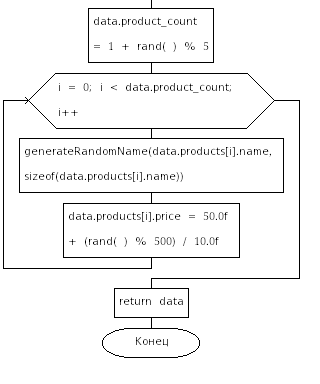 data.product_count
= 1 + rand( ) % 5
i = 0; i < data.product_count;
i++
generateRandomName(data.products[i].name,
sizeof(data.products[i].name))
data.products[i].price = 50.0f
+ (rand( ) % 500) / 10.0f
return data
Конец